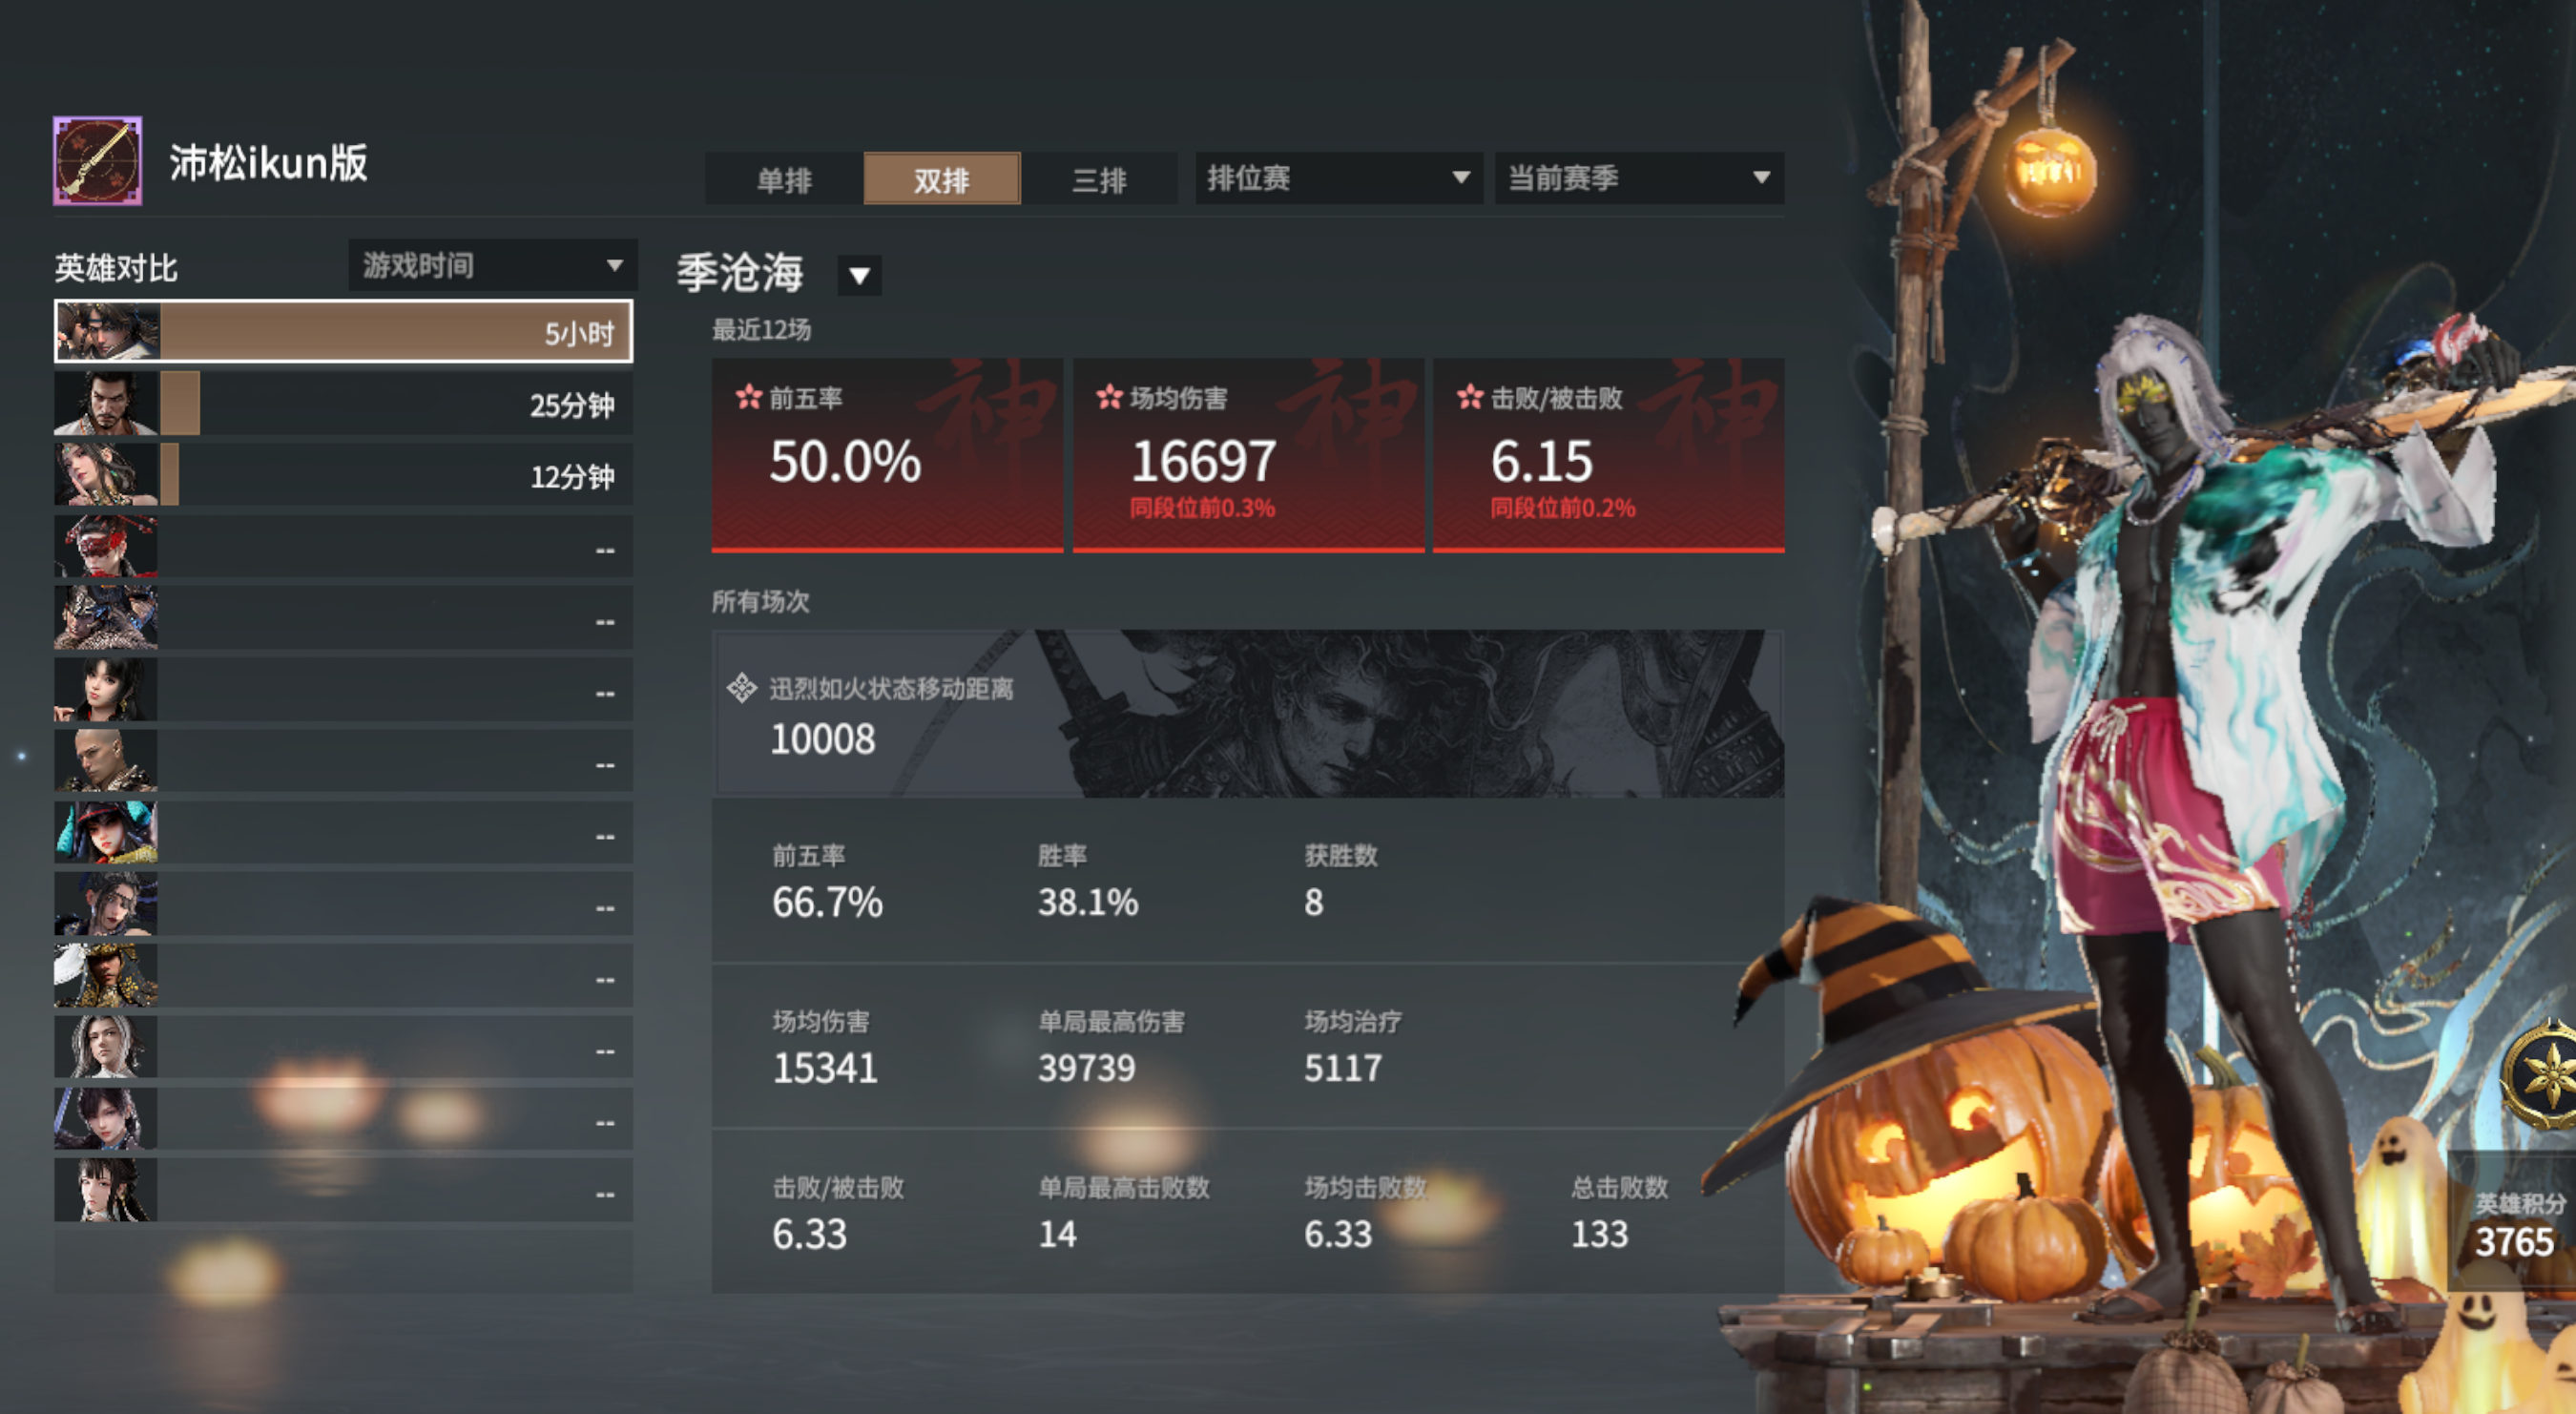 沛松ikun版
单排 双排 三排 排位赛 当前赛季
英雄对比 游戏时间
5小时
25分钟
12分钟
--
--
--
--
--
--
--
--
--
--
季沧海
最近12场
前五率 场均伤害 击败/被击败
神 神 神
50.0% 16697 6.15
同段位前0.3% 同段位前0.2%
所有场次
迅烈如火状态移动距离
10008
前五率 胜率 获胜数
66.7% 38.1% 8
场均伤害 单局最高伤害 场均治疗
15341 39739 5117
击败/被击败 单局最高击败数 场均击败数 总击败数
6.33 14 6.33 133
英雄积分
3765